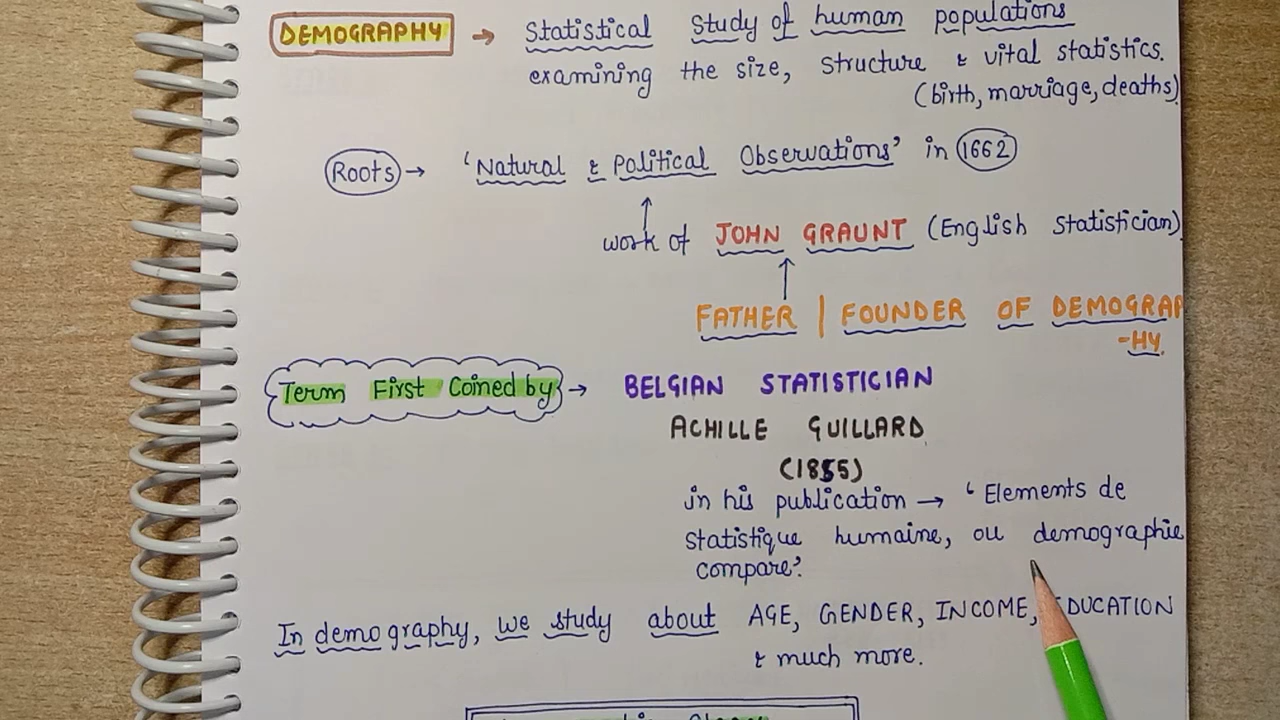 DEMOGRAPHY → Statistical Study of human populations
examining the size, structure & vital statistics.
(birth, marriage, deaths)
Roots → 'Natural & Political Observations' in 1662
work of JOHN GRAUNT (English Statistician)
FATHER | FOUNDER OF DEMOGRAP
-HY
Term First Coined by → BELGIAN STATISTICIAN
ACHILLE GUILLARD
(1855)
in his publication → 'Elements de
statistique humaine, ou demographie
compare'.
In demography, we study about AGE, GENDER, INCOME, EDUCATION
& much more.